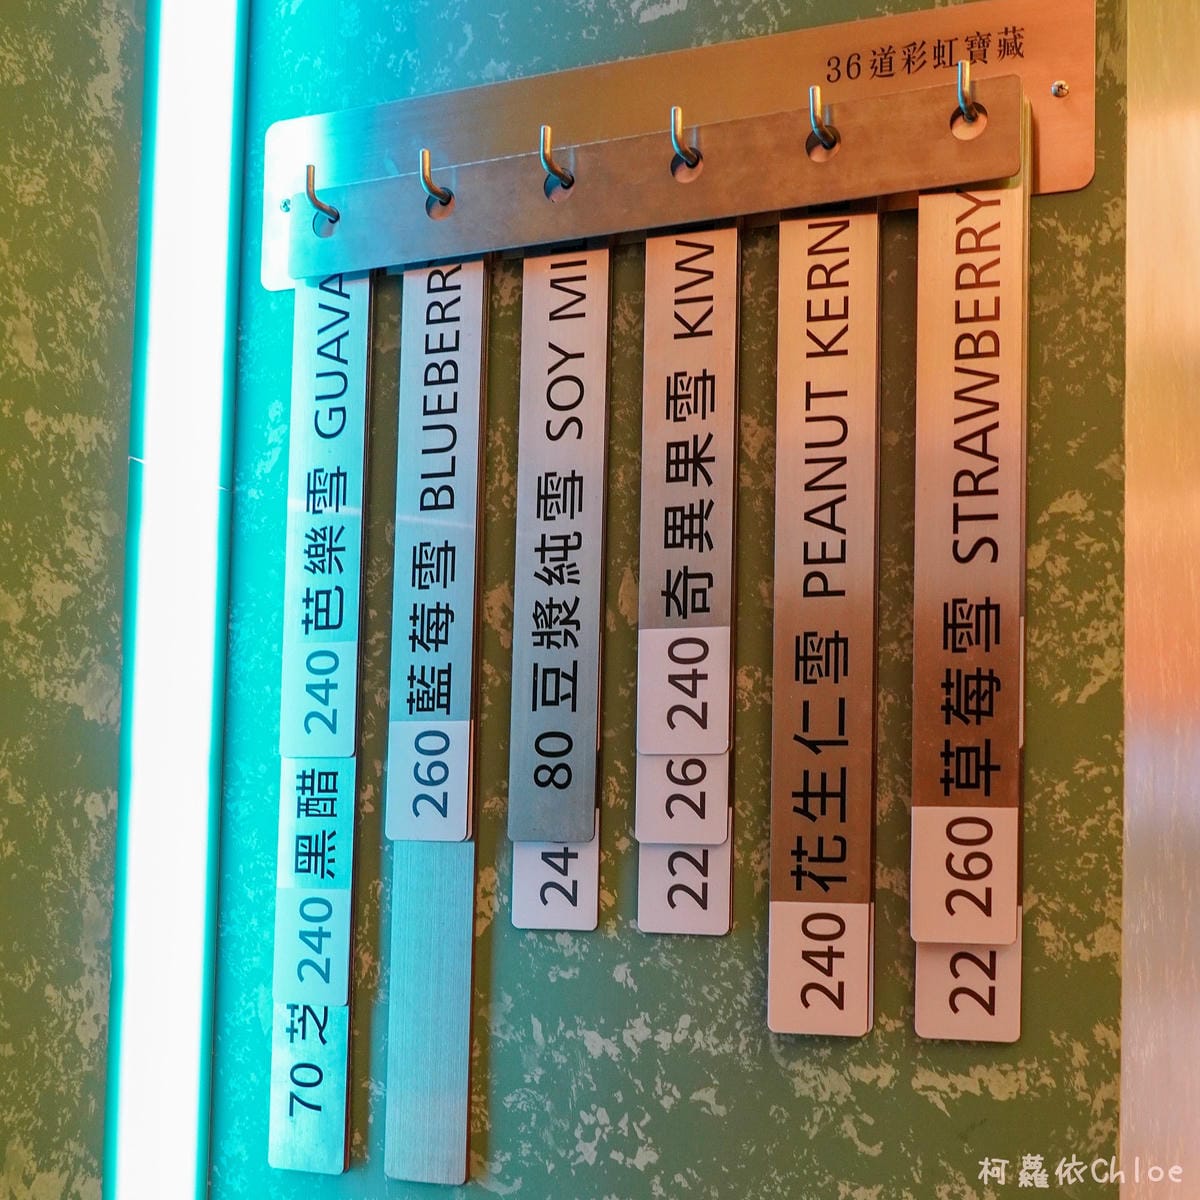 36道彩虹寶藏
240 芭樂雪 GUAVA
240 黑醋
70 芝
260 藍莓雪 BLUEBERR
80 豆漿純雪 SOY MI
24
240 奇異果雪 KIW
26
22
240 花生仁雪 PEANUT KERN
260 草莓雪 STRAWBERRY
22
柯蘿依Chloe